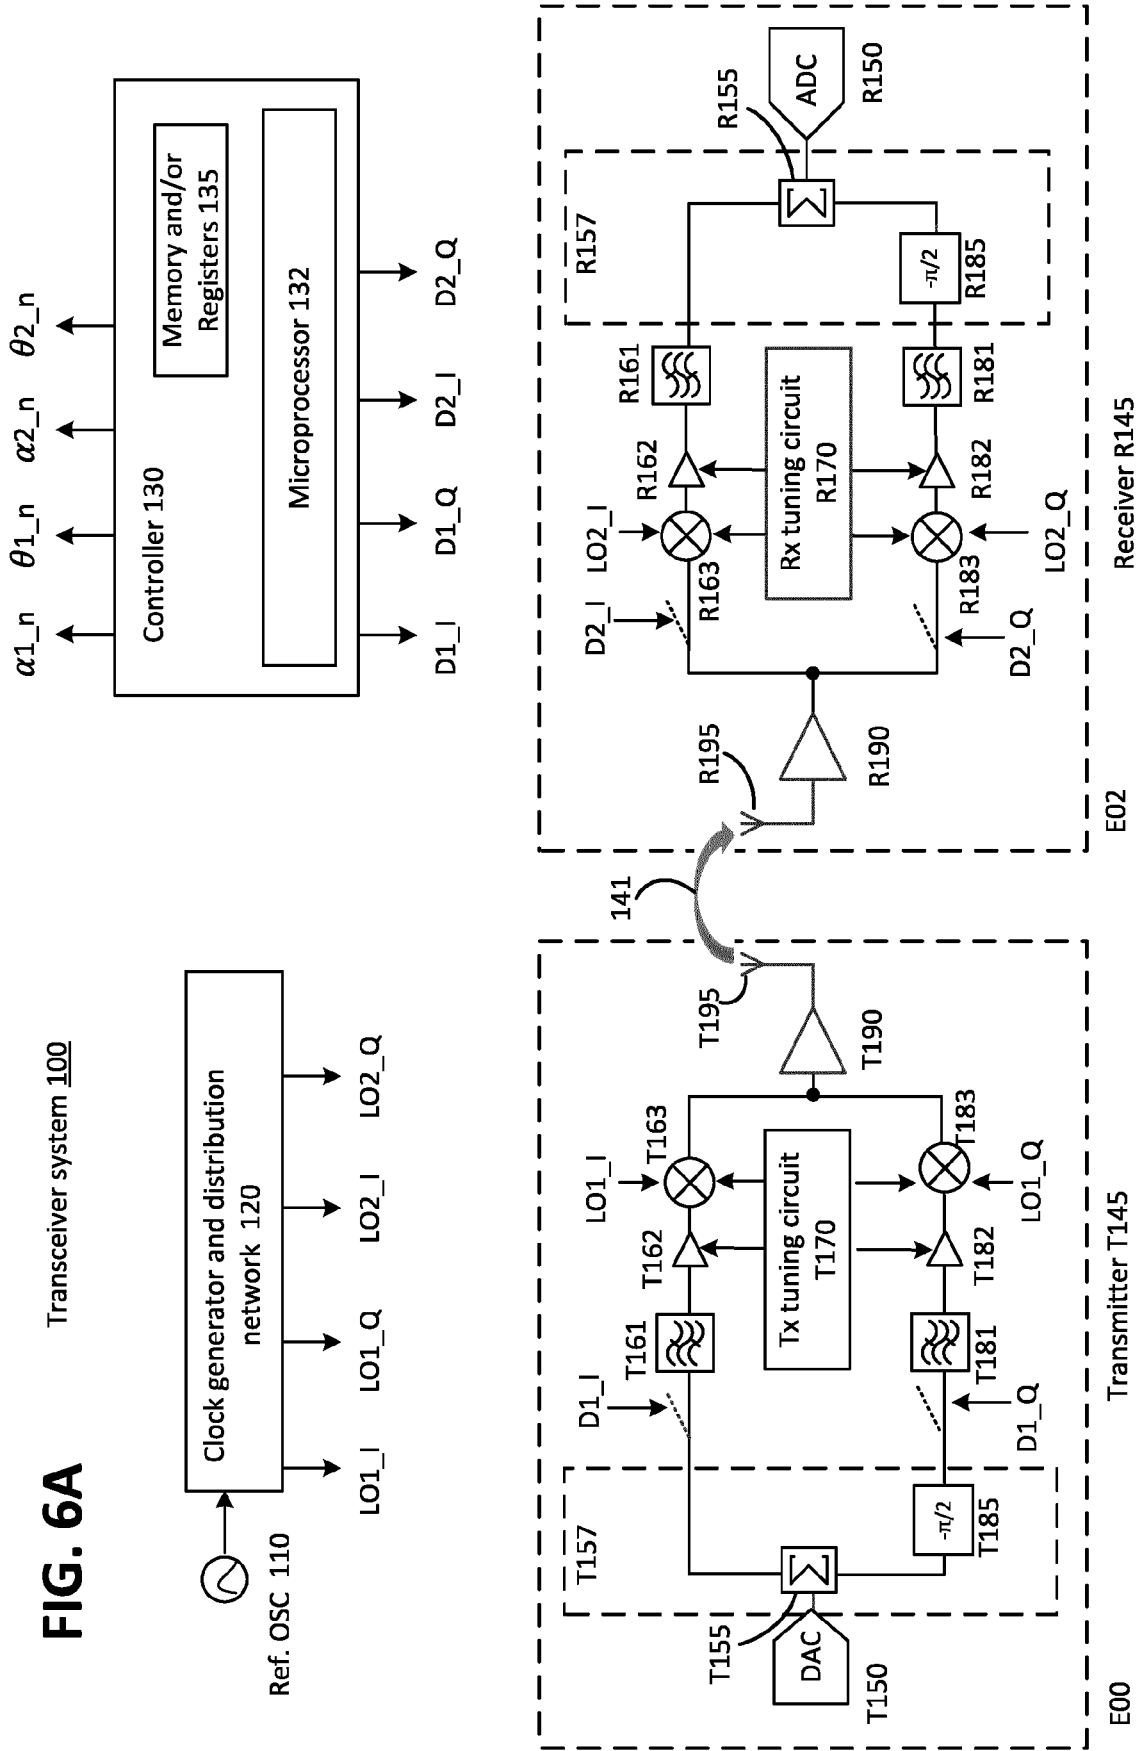 FIG. 6A
Transceiver system 100
Ref. OSC 110
Clock generator and distribution
network 120
LO1_I
LO1_Q
LO2_I
LO2_Q
α1_n
θ1_n
α2_n
θ2_n
Controller 130
Memory and/or
Registers 135
Microprocessor 132
D1_I
D1_Q
D2_I
D2_Q
T157
T155
DAC
T150
-π/2
T185
D1_I
D1_Q
T161
T181
T162
T182
LO1_I
LO1_Q
T163
T183
Tx tuning circuit
T170
T190
T195
E00
Transmitter T145
141
R195
R190
D2_I
D2_Q
LO2_I
LO2_Q
R163
R183
R162
R182
Rx tuning circuit
R170
R161
R181
R157
-π/2
R185
Σ
R155
ADC
R150
E02
Receiver R145
Σ